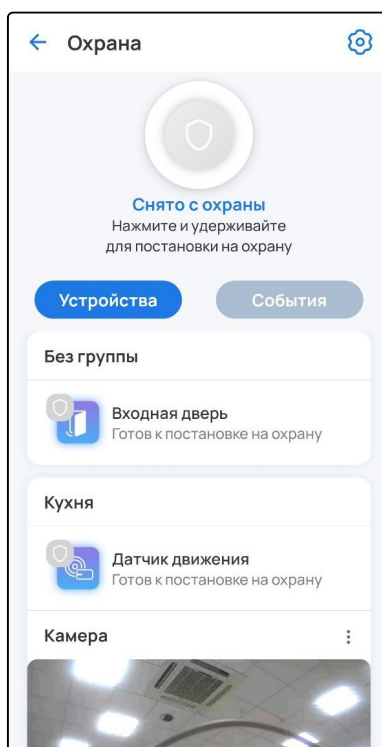 Охрана
Снято с охраны
Нажмите и удерживайте
для постановки на охрану
Устройства
События
Без группы
Входная дверь
Готов к постановке на охрану
Кухня
Датчик движения
Готов к постановке на охрану
Камера